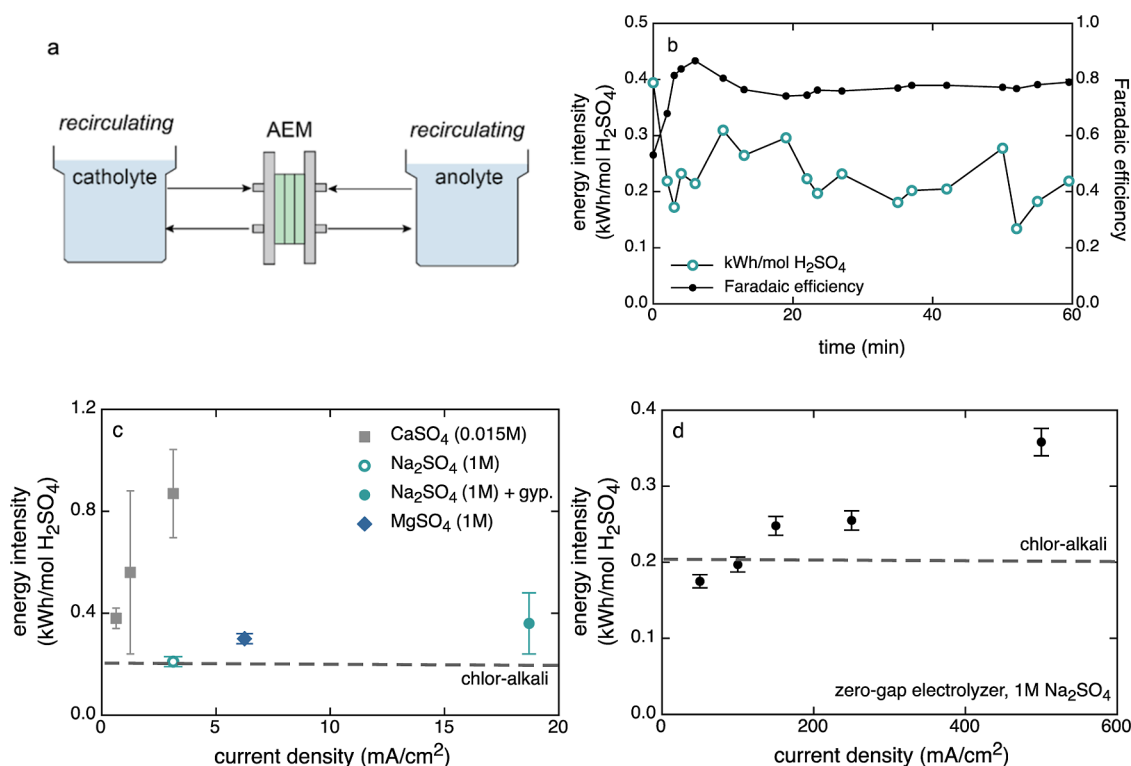 a
recirculating
AEM
recirculating
catholyte
anolyte
b
0.5
0.4
0.3
0.2
0.1
0.0
energy intensity
(kWh/mol H₂SO₄)
1.0
0.8
0.6
0.4
0.2
0.0
Faradaic efficiency
kWh/mol H₂SO₄
Faradaic efficiency
0
20
40
60
time (min)
c
1.2
0.8
0.4
0.0
energy intensity
(kWh/mol H₂SO₄)
CaSO₄ (0.015M)
Na₂SO₄ (1M)
Na₂SO₄ (1M) + gyp.
MgSO₄ (1M)
chlor-alkali
0
5
10
15
20
current density (mA/cm²)
d
0.4
0.3
0.2
0.1
0.0
energy intensity
(kWh/mol H₂SO₄)
chlor-alkali
zero-gap electrolyzer, 1M Na₂SO₄
0
200
400
600
current density (mA/cm²)